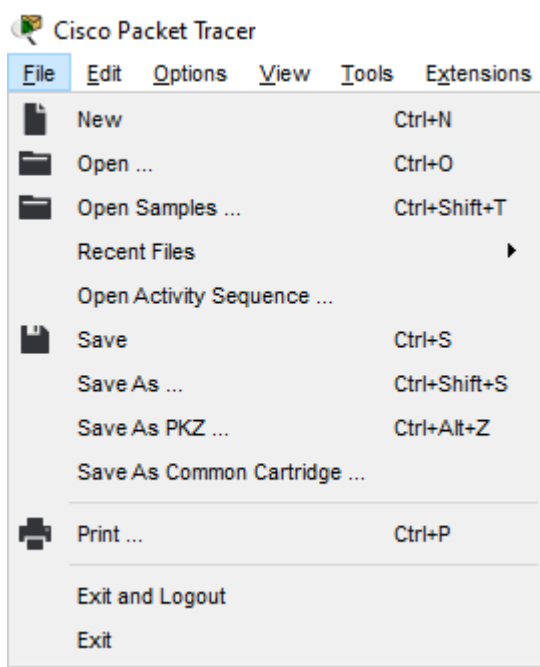 Cisco Packet Tracer
File Edit Options View Tools Extensions
New Ctrl+N
Open ... Ctrl+O
Open Samples ... Ctrl+Shift+T
Recent Files
Open Activity Sequence ...
Save Ctrl+S
Save As ... Ctrl+Shift+S
Save As PKZ ... Ctrl+Alt+Z
Save As Common Cartridge ...
Print ... Ctrl+P
Exit and Logout
Exit